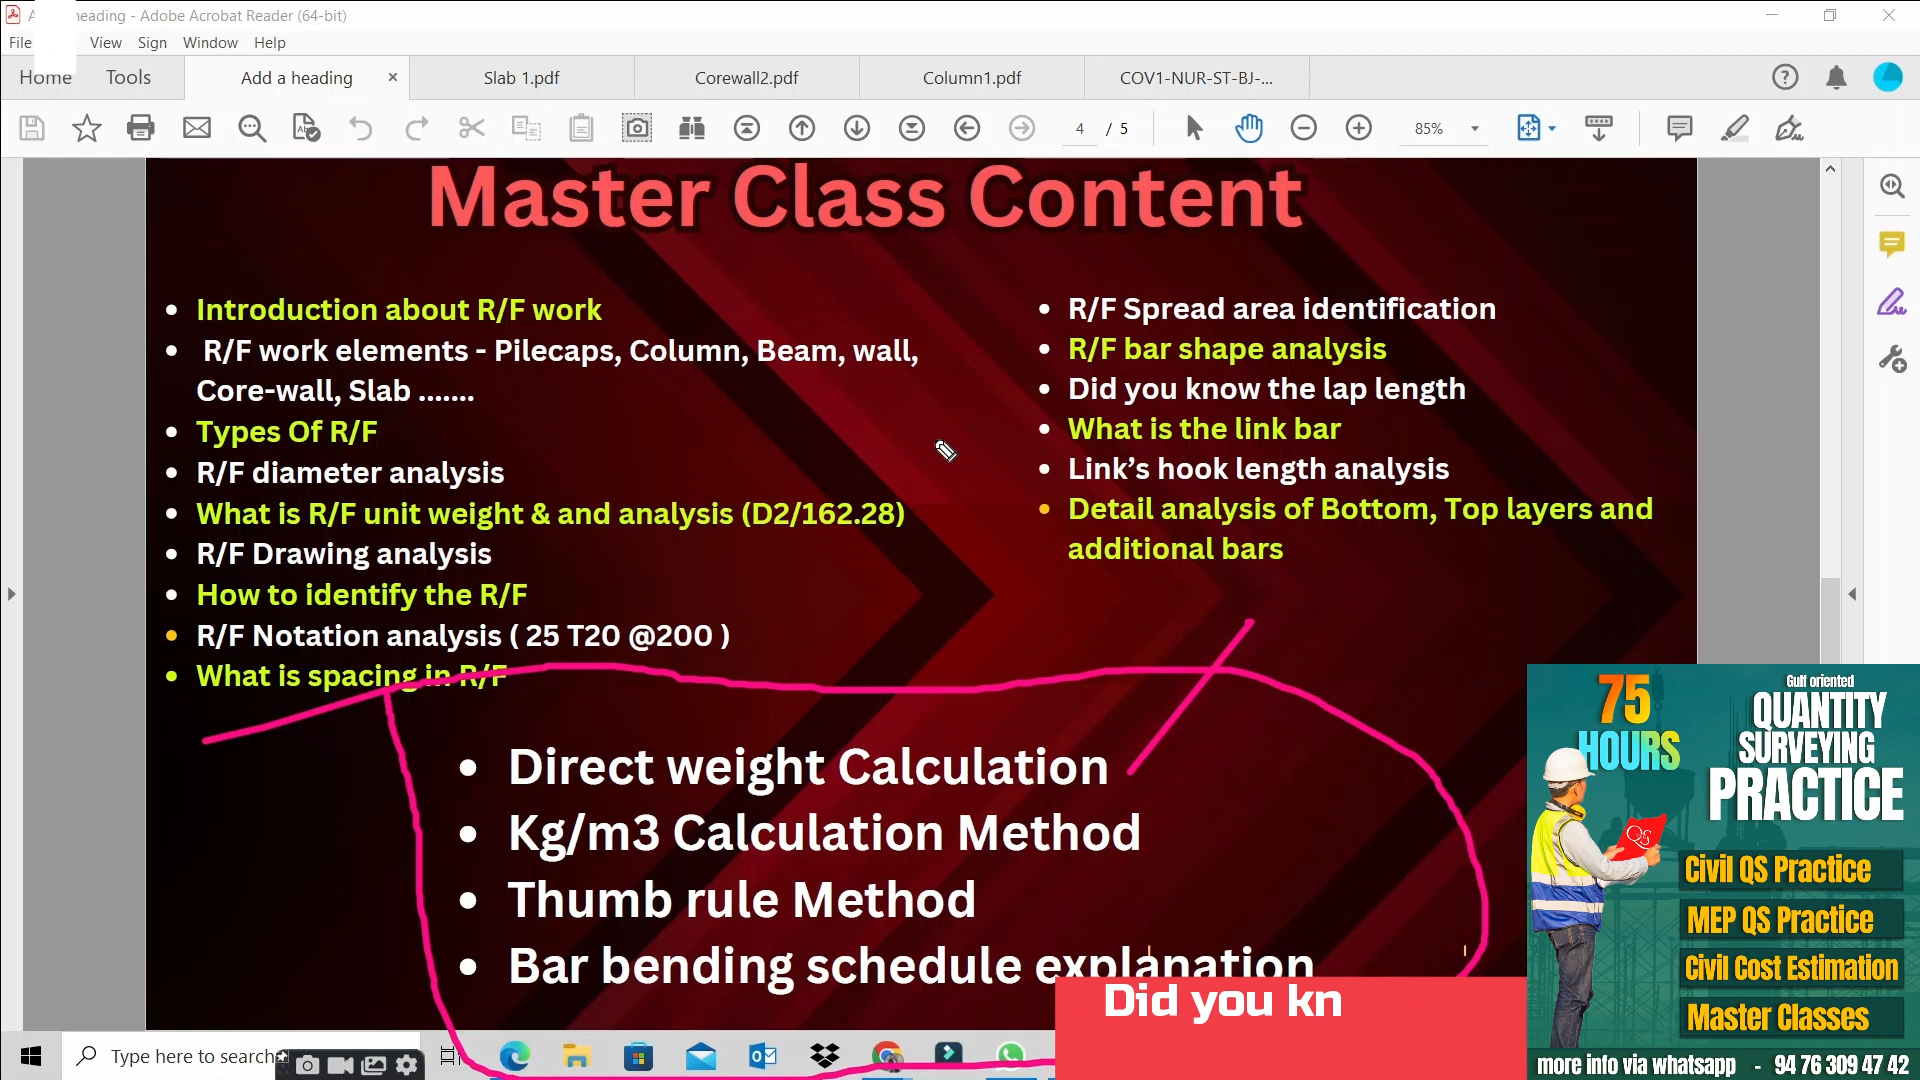 eading - Adobe Acrobat Reader (64-bit)
File View Sign Window Help
Home Tools Add a heading × Slab 1.pdf Corewall2.pdf Column1.pdf COV1-NUR-ST-BJ-...
4 / 5 85%
Master Class Content
• Introduction about R/F work
• R/F work elements - Pilecaps, Column, Beam, wall,
Core-wall, Slab .......
• Types Of R/F
• R/F diameter analysis
• What is R/F unit weight & and analysis (D2/162.28)
• R/F Drawing analysis
• How to identify the R/F
• R/F Notation analysis ( 25 T20 @200 )
• What is spacing in R/F
• R/F Spread area identification
• R/F bar shape analysis
• Did you know the lap length
• What is the link bar
• Link’s hook length analysis
• Detail analysis of Bottom, Top layers and
additional bars
• Direct weight Calculation
• Kg/m3 Calculation Method
• Thumb rule Method
• Bar bending schedule explanation
Did you kn
75
HOURS
Gulf oriented
QUANTITY
SURVEYING
PRACTICE
QS
Civil QS Practice
MEP QS Practice
Civil Cost Estimation
Master Classes
more info via whatsapp - 94 76 309 47 42
Type here to search